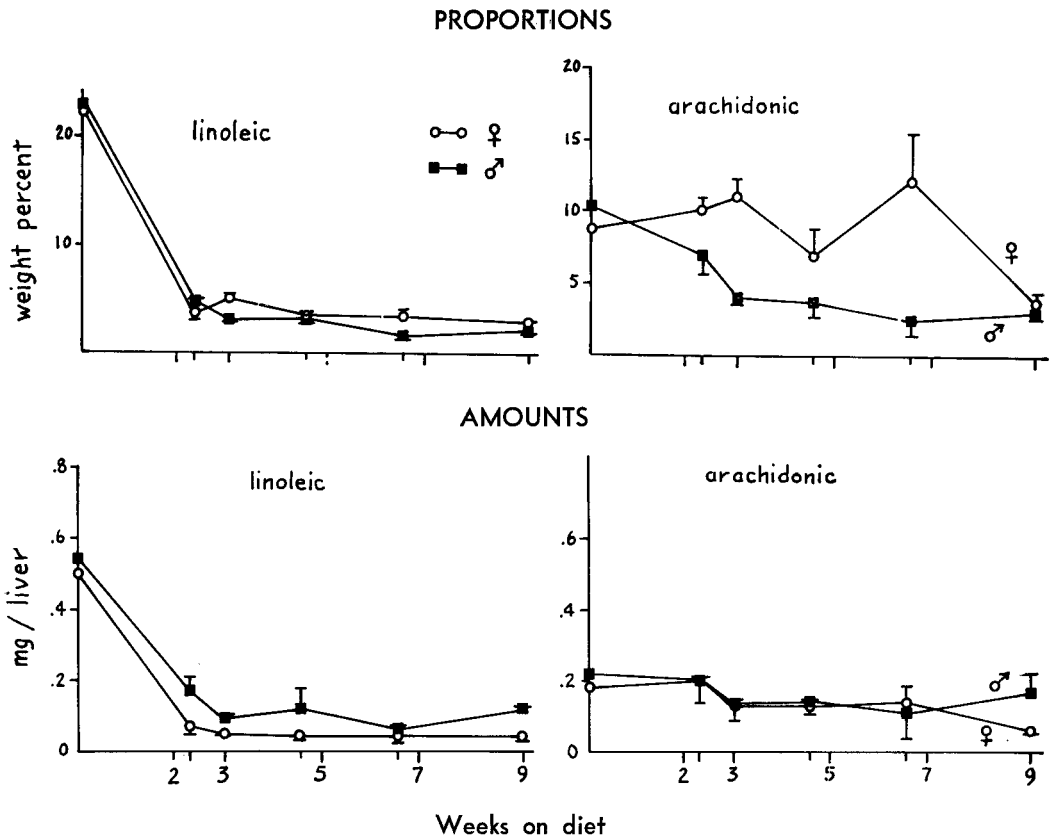 PROPORTIONS
weight percent
20
10
linoleic
♀
♂
20
15
10
5
arachidonic
♀
♂
AMOUNTS
mg / liver
.8
.6
.4
.2
0
linoleic
2 3 5 7 9
.6
.4
.2
0
arachidonic
♂
♀
2 3 5 7 9
Weeks on diet